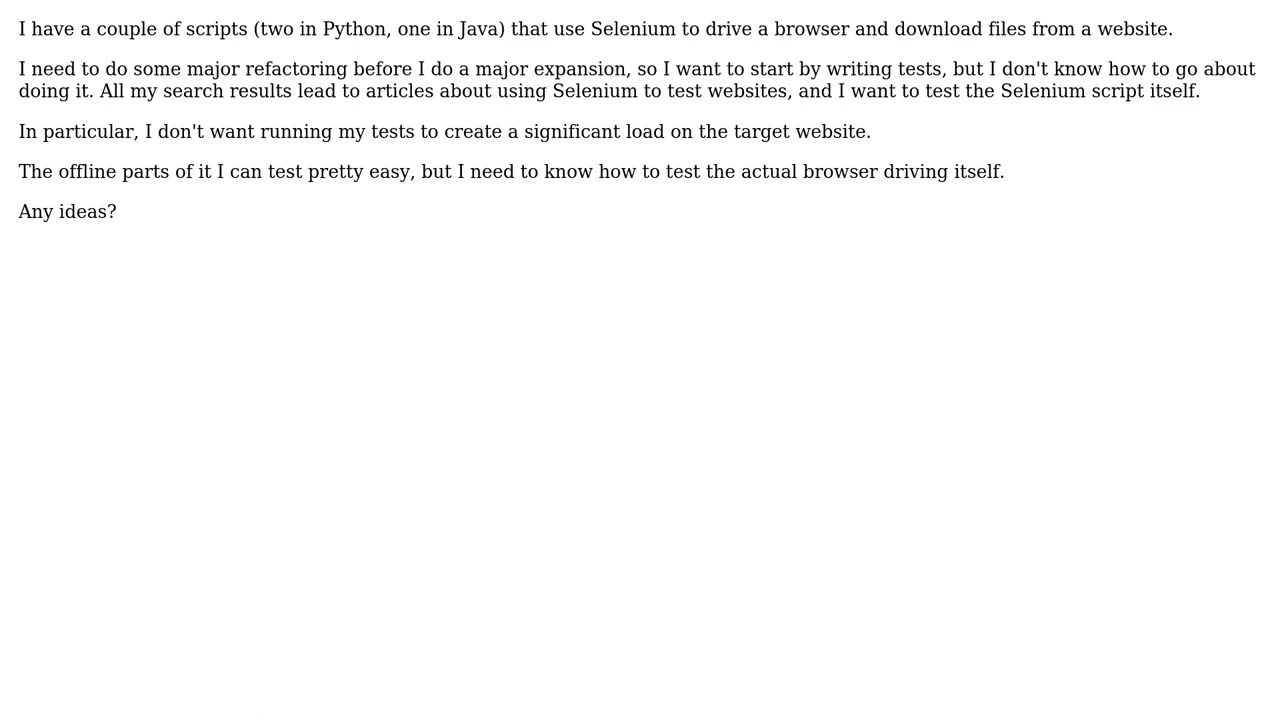 I have a couple of scripts (two in Python, one in Java) that use Selenium to drive a browser and download files from a website.
I need to do some major refactoring before I do a major expansion, so I want to start by writing tests, but I don't know how to go about
doing it. All my search results lead to articles about using Selenium to test websites, and I want to test the Selenium script itself.
In particular, I don't want running my tests to create a significant load on the target website.
The offline parts of it I can test pretty easy, but I need to know how to test the actual browser driving itself.
Any ideas?